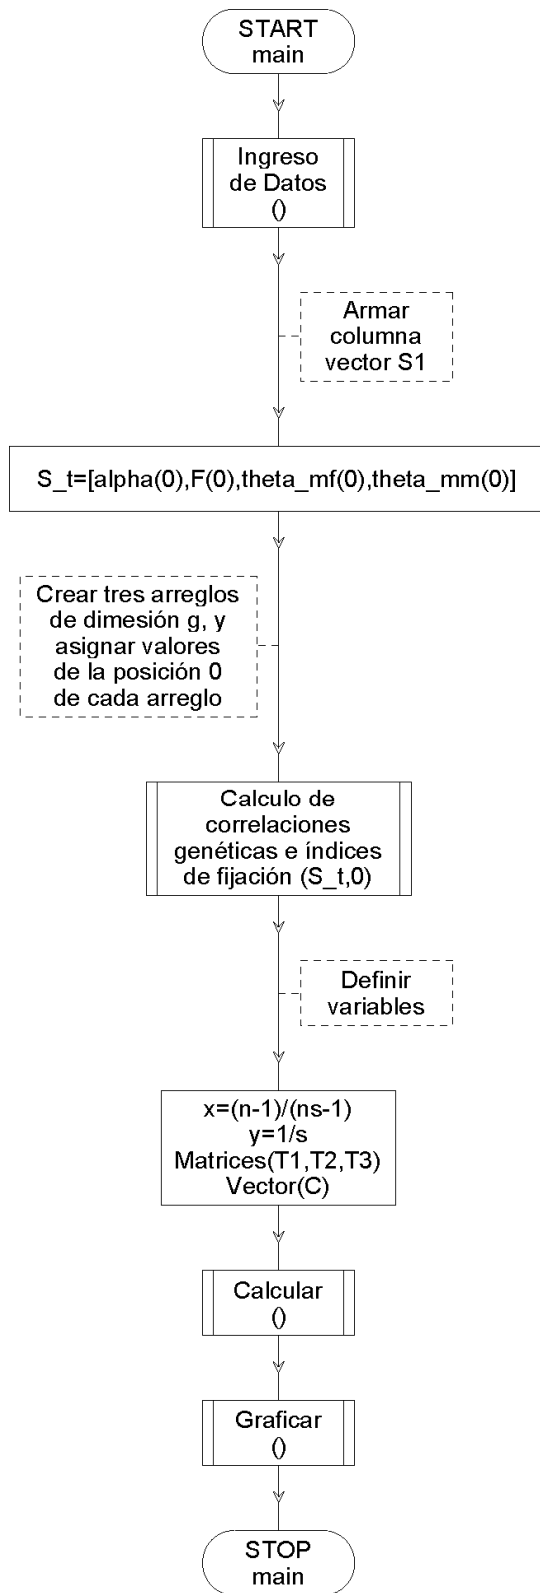 START
main
Ingreso
de Datos
()
Armar
columna
vector S1
S_t=[alpha(0),F(0),theta_mf(0),theta_mm(0)]
Crear tres arreglos
de dimesión g, y
asignar valores
de la posición 0
de cada arreglo
Calculo de
correlaciones
genéticas e índices
de fijación (S_t,0)
Definir
variables
x=(n-1)/(ns-1)
y=1/s
Matrices(T1,T2,T3)
Vector(C)
Calcular
()
Graficar
()
STOP
main